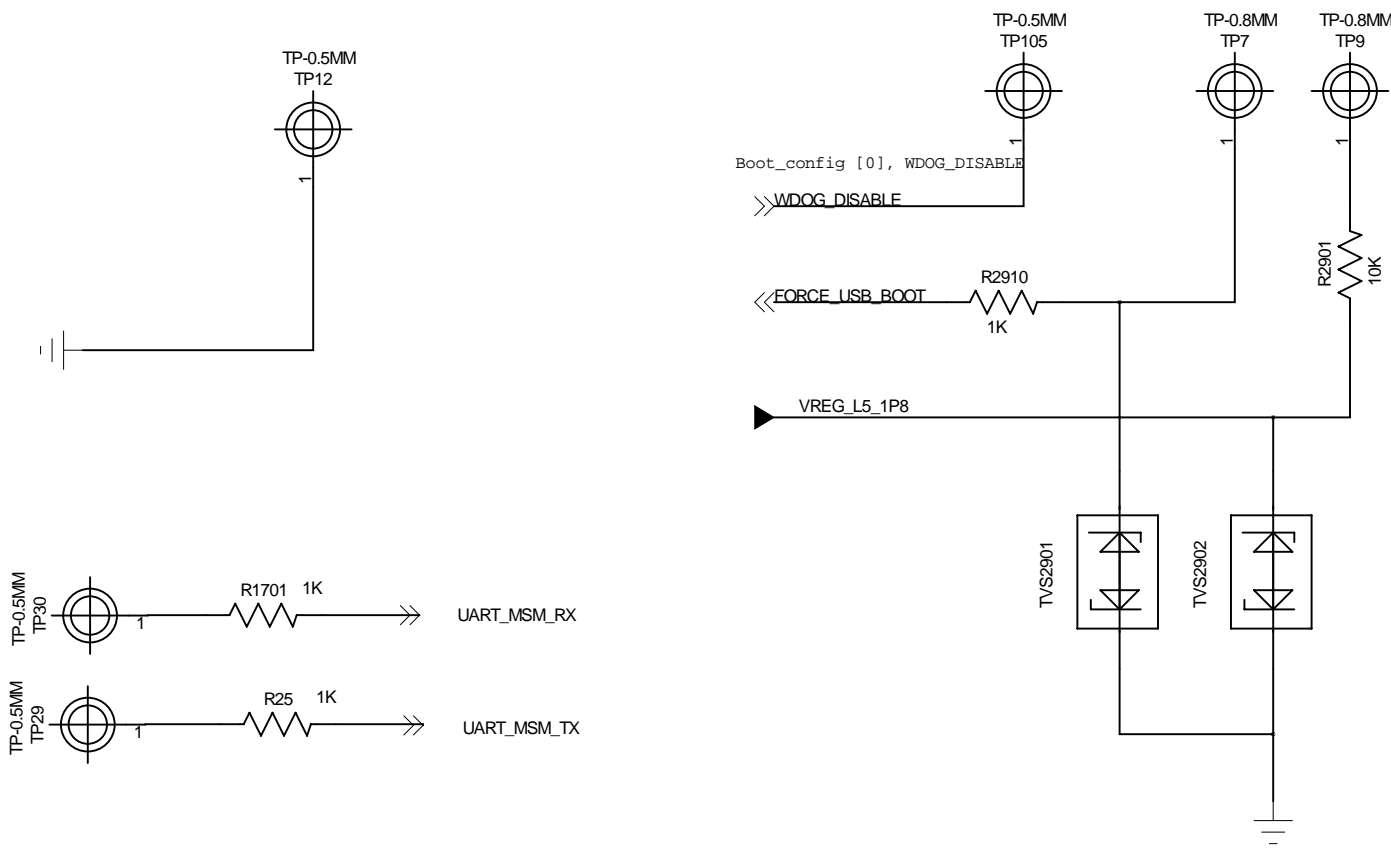 TP-0.5MM
TP12
1
TP-0.5MM
TP105
1
TP-0.8MM
TP7
1
TP-0.8MM
TP9
1
Boot_config [0], WDOG_DISABLE
WDOG_DISABLE
FORCE_USB_BOOT
R2910
1K
R2901
10K
VREG_L5_1P8
TVS2901
TVS2902
TP-0.5MM
TP30
1
R1701
1K
UART_MSM_RX
TP-0.5MM
TP29
1
R25
1K
UART_MSM_TX